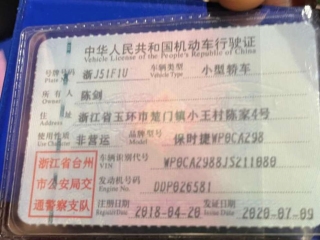 中华人民共和国机动车行驶证
Vehicle License of the People's Republic of China
号牌号码 Plate No. 浙J51F1U 车辆类型 Vehicle Type 小型轿车
所有人 Owner 陈剑
住址 Address 浙江省玉环市楚门镇小王村陈家4号
使用性质 Use Character 非营运 品牌型号 Model 保时捷WP0CA298
浙江省台州
市公安局交
通警察支队
车辆识别代号 VIN WP0CA2988JS211080
发动机号码 Engine No. DDP026581
注册日期 Register Date 2018-04-20 发证日期 Issue Date 2020-07-09